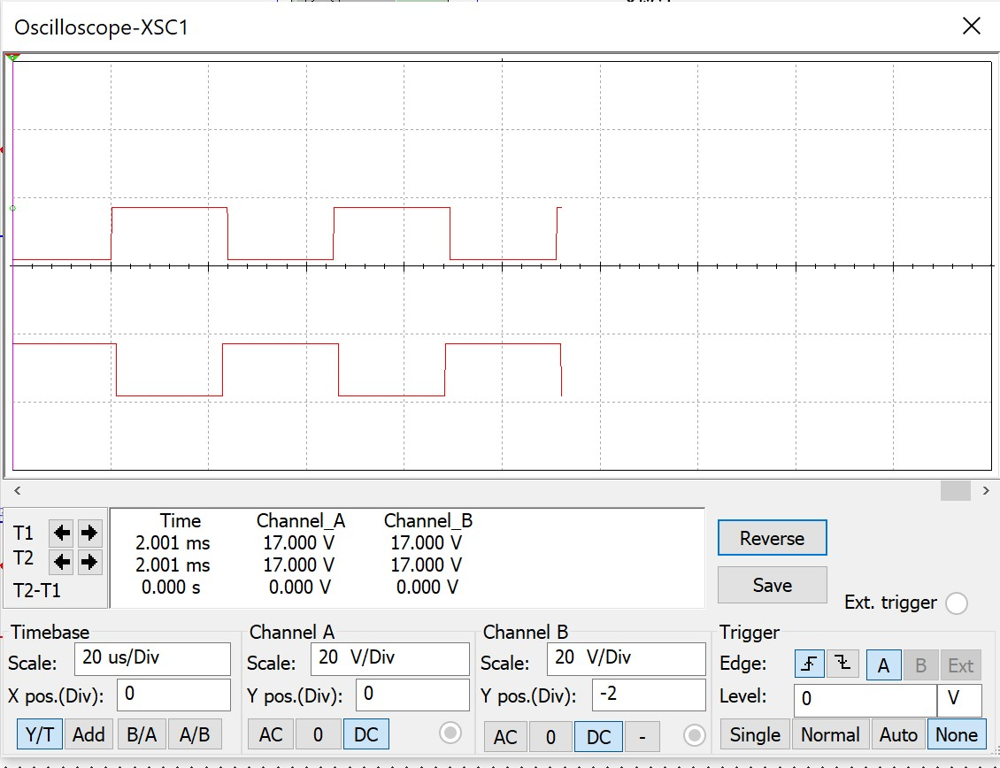 Oscilloscope-XSC1
Time Channel_A Channel_B
T1 2.001 ms 17.000 V 17.000 V
T2 2.001 ms 17.000 V 17.000 V
T2-T1 0.000 s 0.000 V 0.000 V
Reverse
Save
Ext. trigger
Timebase
Scale: 20 us/Div
X pos.(Div): 0
Y/T Add B/A A/B
Channel A
Scale: 20 V/Div
Y pos.(Div): 0
AC 0 DC
Channel B
Scale: 20 V/Div
Y pos.(Div): -2
AC 0 DC -
Trigger
Edge: A B Ext
Level: 0 V
Single Normal Auto None